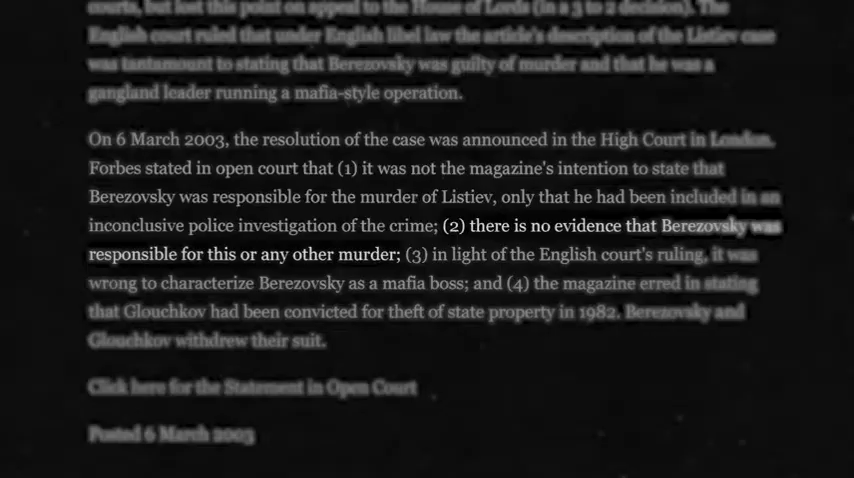 courts, but lost this point on appeal to the House of Lords (in a 3 to 2 decision). The
English court ruled that under English libel law the article's description of the Listiev case
was tantamount to stating that Berezovsky was guilty of murder and that he was a
gangland leader running a mafia-style operation.
On 6 March 2003, the resolution of the case was announced in the High Court in London.
Forbes stated in open court that (1) it was not the magazine's intention to state that
Berezovsky was responsible for the murder of Listiev, only that he had been included in an
inconclusive police investigation of the crime; (2) there is no evidence that Berezovsky was
responsible for this or any other murder; (3) in light of the English court's ruling, it was
wrong to characterize Berezovsky as a mafia boss; and (4) the magazine erred in stating
that Glouchkov had been convicted for theft of state property in 1982. Berezovsky and
Glouchkov withdrew their suit.
Click here for the Statement in Open Court
Posted 6 March 2003